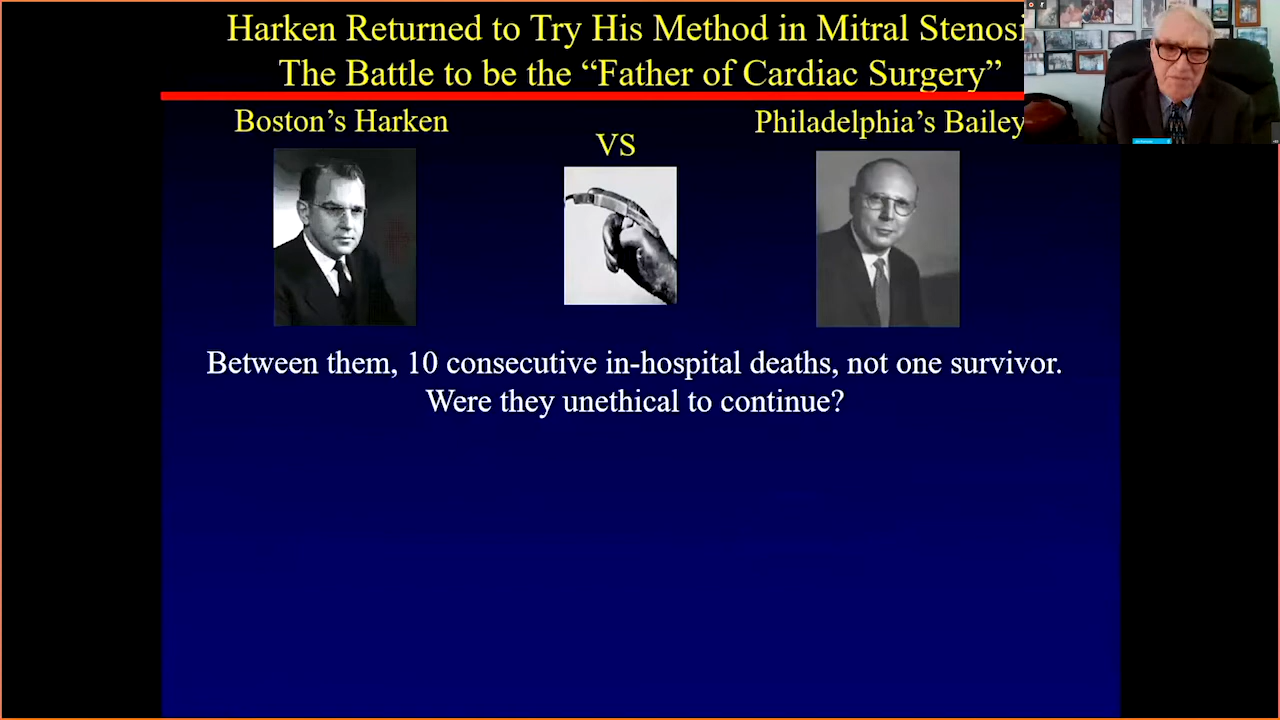 Harken Returned to Try His Method in Mitral Stenosi
The Battle to be the “Father of Cardiac Surgery”
Boston’s Harken
VS
Philadelphia’s Bailey
Between them, 10 consecutive in-hospital deaths, not one survivor.
Were they unethical to continue?